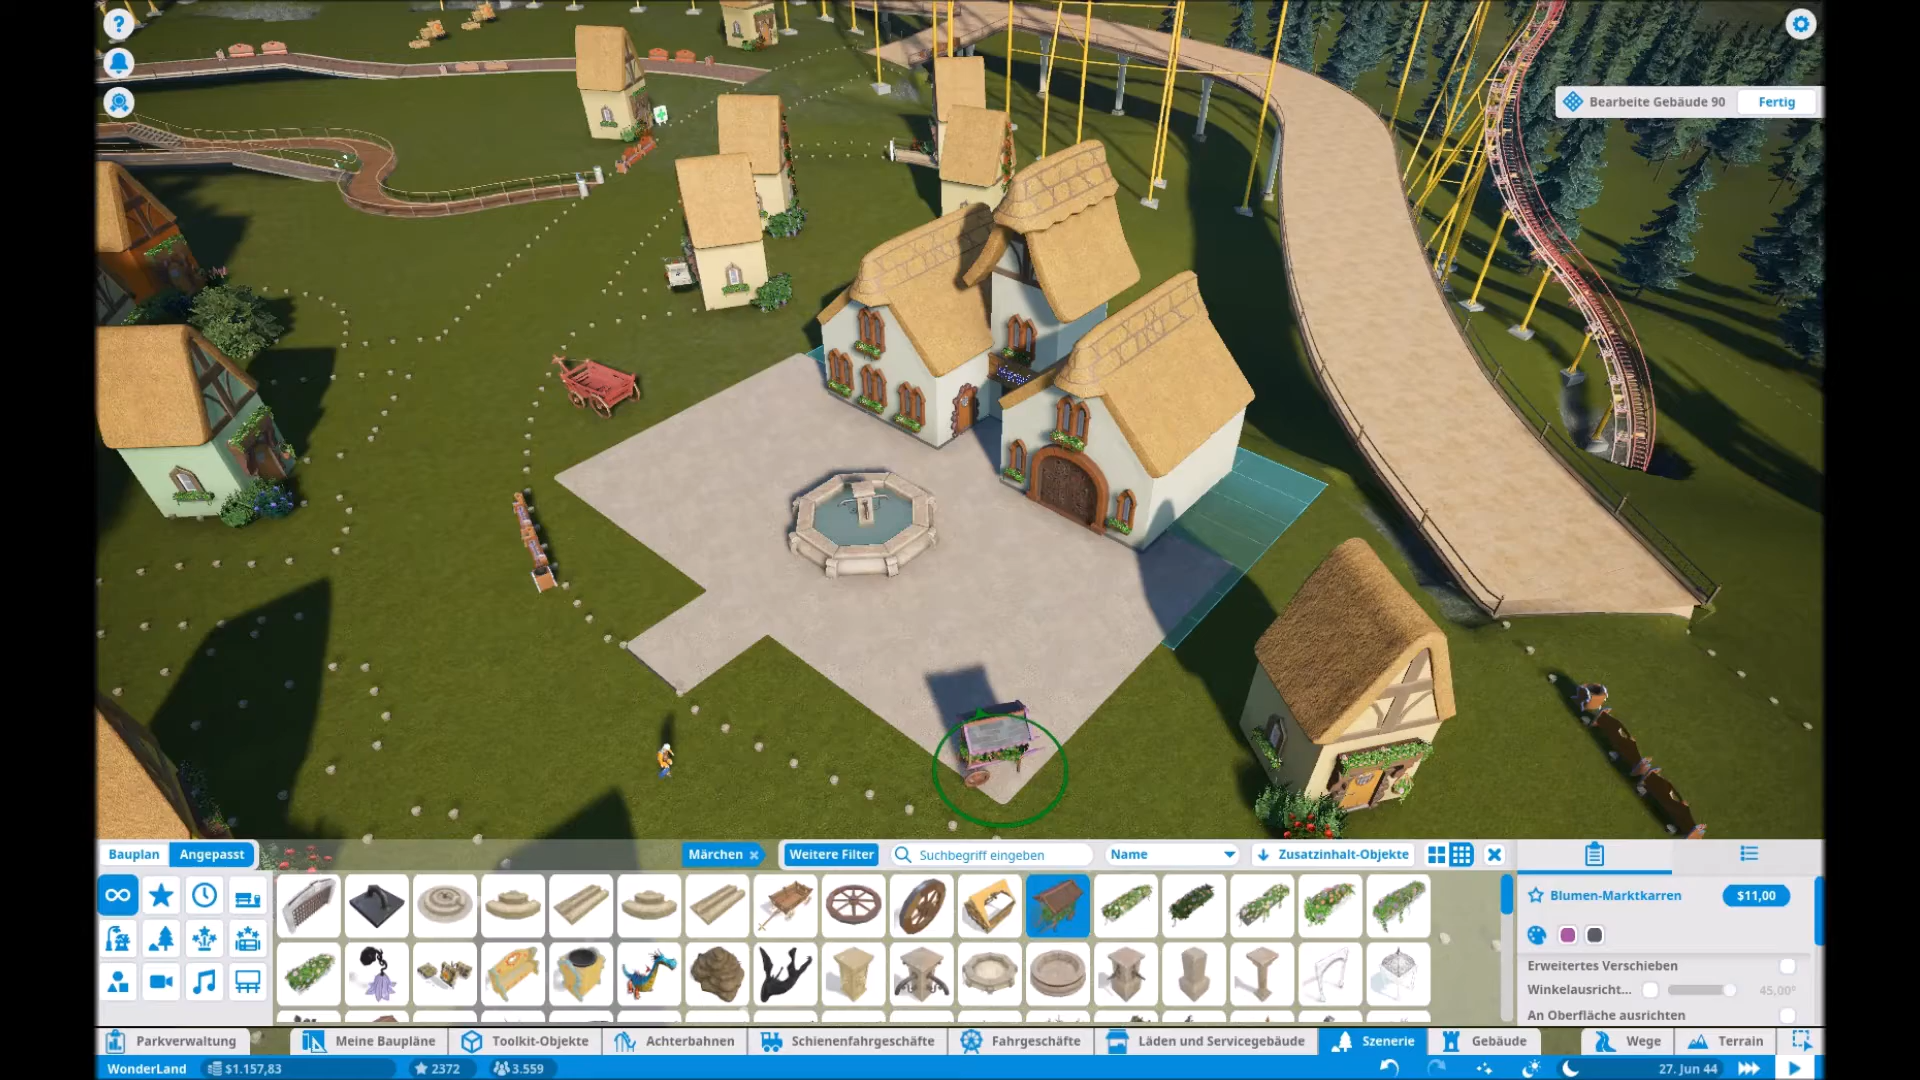 ?
Bearbeite Gebäude 90
Fertig
Bauplan
Angepasst
Märchen
Weitere Filter
Suchbegriff eingeben
Name
Zusatzinhalt-Objekte
Blumen-Marktkarren
$11,00
Erweitertes Verschieben
Winkelausricht...
45,00°
An Oberfläche ausrichten
Parkverwaltung
Meine Baupläne
Toolkit-Objekte
Achterbahnen
Schienenfahrgeschäfte
Fahrgeschäfte
Läden und Servicegebäude
Szenerie
Gebäude
Wege
Terrain
WonderLand
$1.157,83
2372
3.559
27. Jun 44